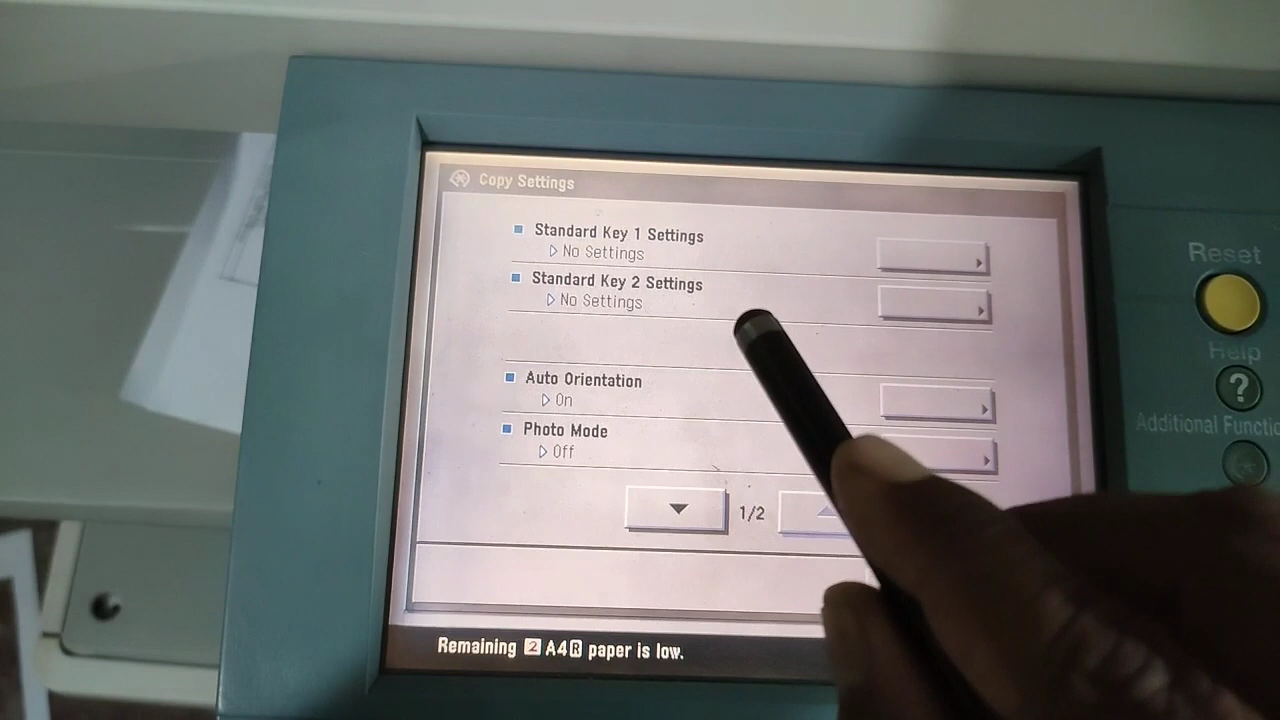 Copy Settings
Standard Key 1 Settings
No Settings
Standard Key 2 Settings
No Settings
Auto Orientation
On
Photo Mode
Off
1/2
Remaining 2 A4R paper is low.
Reset
Help
?
Additional Functio